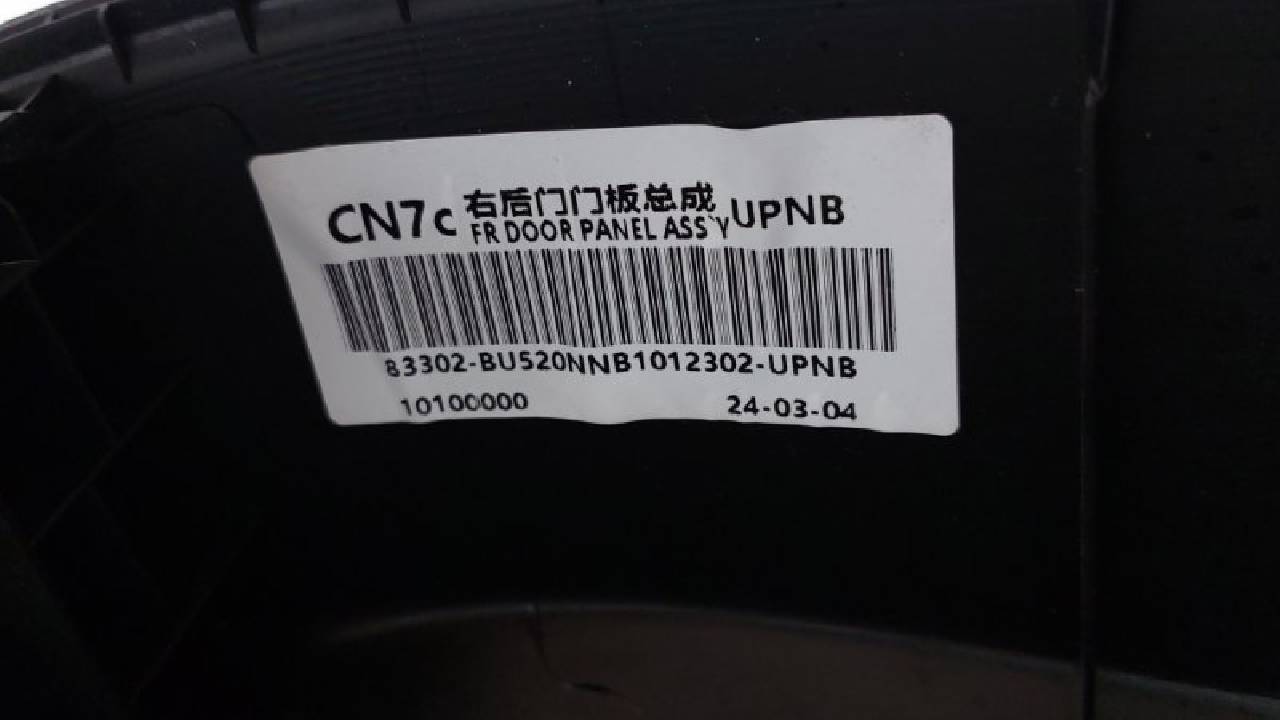 CN7c 右后门门板总成 UPNB
FR DOOR PANEL ASS`Y
83302-BU520NNB1012302-UPNB
10100000 24-03-04